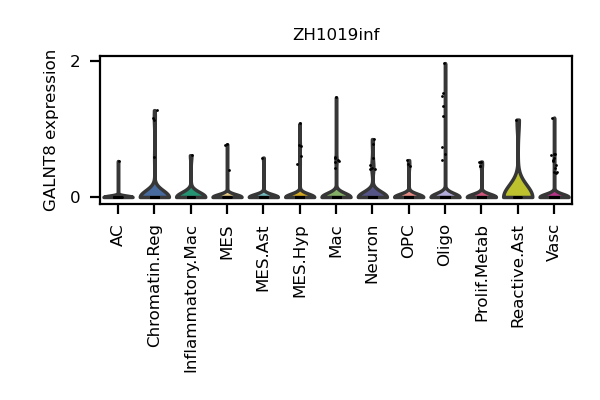 ZH1019inf
GALNT8 expression
2
0
AC
Chromatin.Reg
Inflammatory.Mac
MES
MES.Ast
MES.Hyp
Mac
Neuron
OPC
Oligo
Prolif.Metab
Reactive.Ast
Vasc